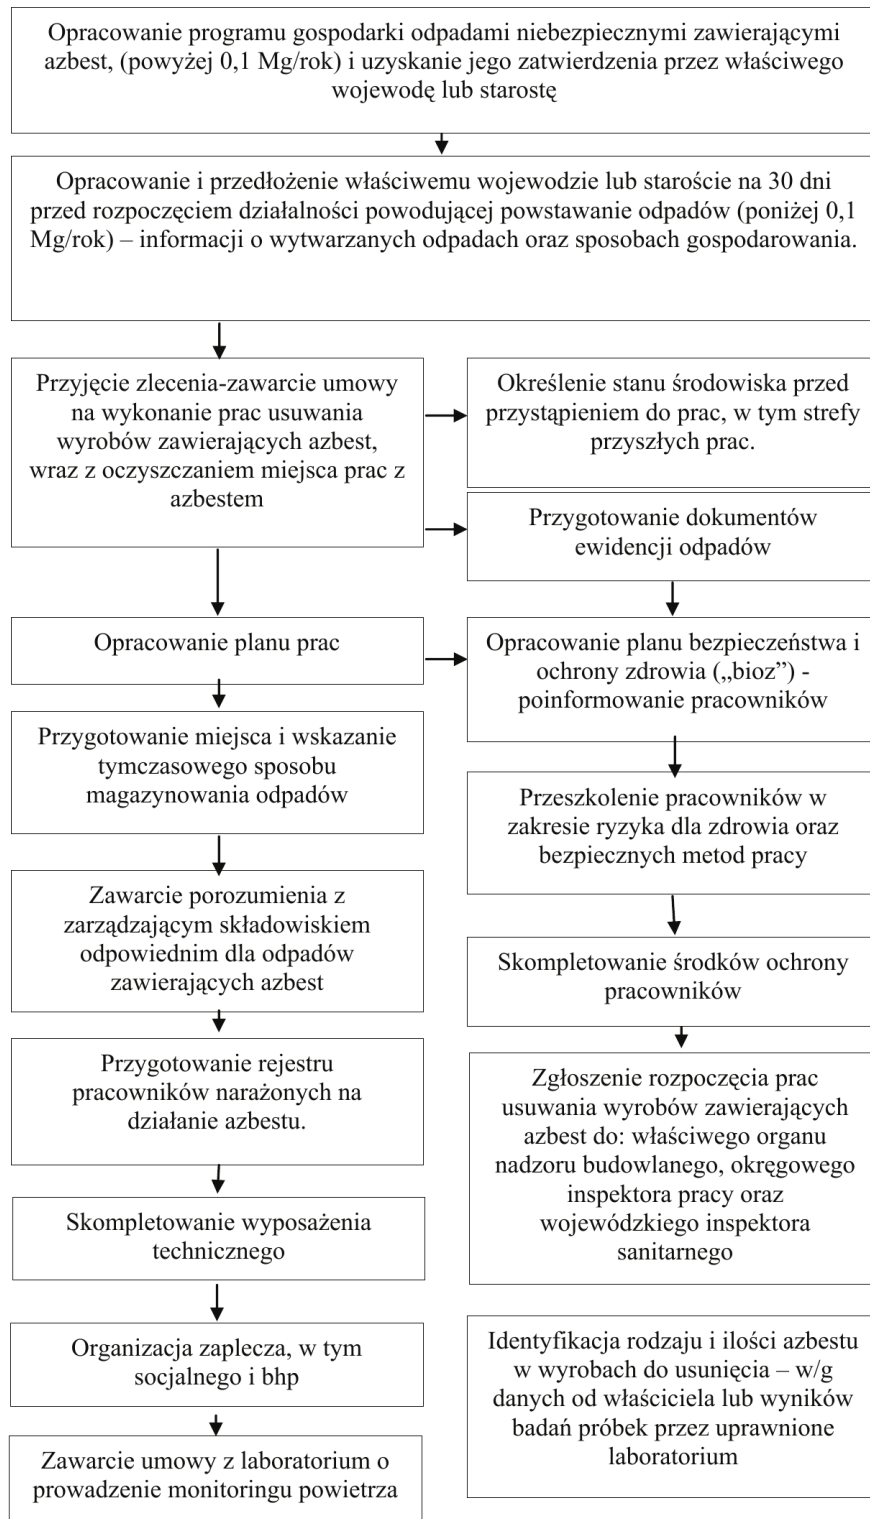 Opracowanie programu gospodarki odpadami niebezpiecznymi zawierającymi
azbest, (powyżej 0,1 Mg/rok) i uzyskanie jego zatwierdzenia przez właściwego
wojewodę lub starostę
Opracowanie i przedłożenie właściwemu wojewodzie lub staroście na 30 dni
przed rozpoczęciem działalności powodującej powstawanie odpadów (poniżej 0,1
Mg/rok) – informacji o wytwarzanych odpadach oraz sposobach gospodarowania.
Przyjęcie zlecenia-zawarcie umowy
na wykonanie prac usuwania
wyrobów zawierających azbest,
wraz z oczyszczaniem miejsca prac z
azbestem
Określenie stanu środowiska przed
przystąpieniem do prac, w tym strefy
przyszłych prac.
Przygotowanie dokumentów
ewidencji odpadów
Opracowanie planu prac
Opracowanie planu bezpieczeństwa i
ochrony zdrowia („bioz”) -
poinformowanie pracowników
Przygotowanie miejsca i wskazanie
tymczasowego sposobu
magazynowania odpadów
Przeszkolenie pracowników w
zakresie ryzyka dla zdrowia oraz
bezpiecznych metod pracy
Zawarcie porozumienia z
zarządzającym składowiskiem
odpowiednim dla odpadów
zawierających azbest
Skompletowanie środków ochrony
pracowników
Przygotowanie rejestru
pracowników narażonych na
działanie azbestu.
Zgłoszenie rozpoczęcia prac
usuwania wyrobów zawierających
azbest do: właściwego organu
nadzoru budowlanego, okręgowego
inspektora pracy oraz
wojewódzkiego inspektora
sanitarnego
Skompletowanie wyposażenia
technicznego
Organizacja zaplecza, w tym
socjalnego i bhp
Identyfikacja rodzaju i ilości azbestu
w wyrobach do usunięcia – w/g
danych od właściciela lub wyników
badań próbek przez uprawnione
laboratorium
Zawarcie umowy z laboratorium o
prowadzenie monitoringu powietrza